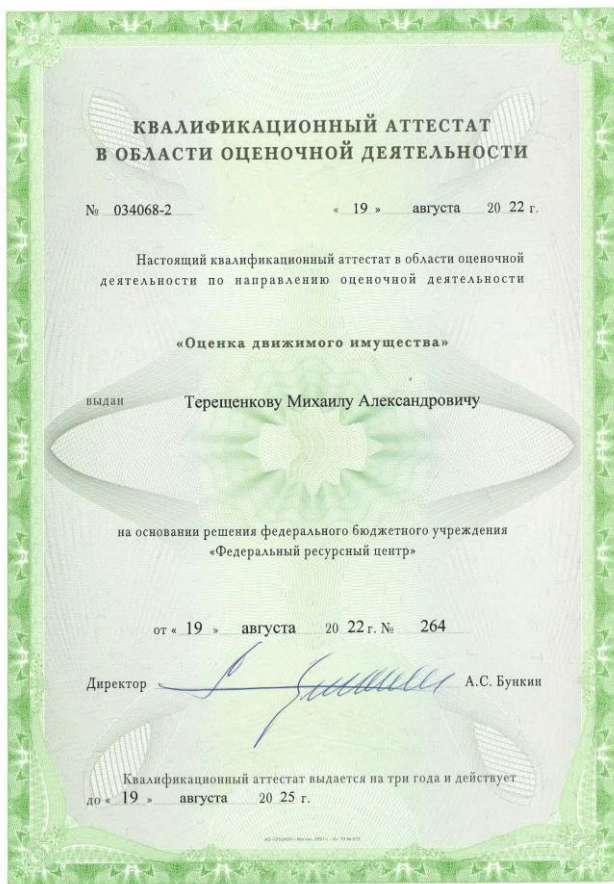 КВАЛИФИКАЦИОННЫЙ АТТЕСТАТ
В ОБЛАСТИ ОЦЕНОЧНОЙ ДЕЯТЕЛЬНОСТИ
№ 034068-2 « 19 » августа 20 22 г.
Настоящий квалификационный аттестат в области оценочной
деятельности по направлению оценочной деятельности
«Оценка движимого имущества»
выдан Терещенкову Михаилу Александровичу
на основании решения федерального бюджетного учреждения
«Федеральный ресурсный центр»
от « 19 » августа 20 22 г. № 264
Директор А.С. Бункин
Квалификационный аттестат выдается на три года и действует
до « 19 » августа 20 25 г.